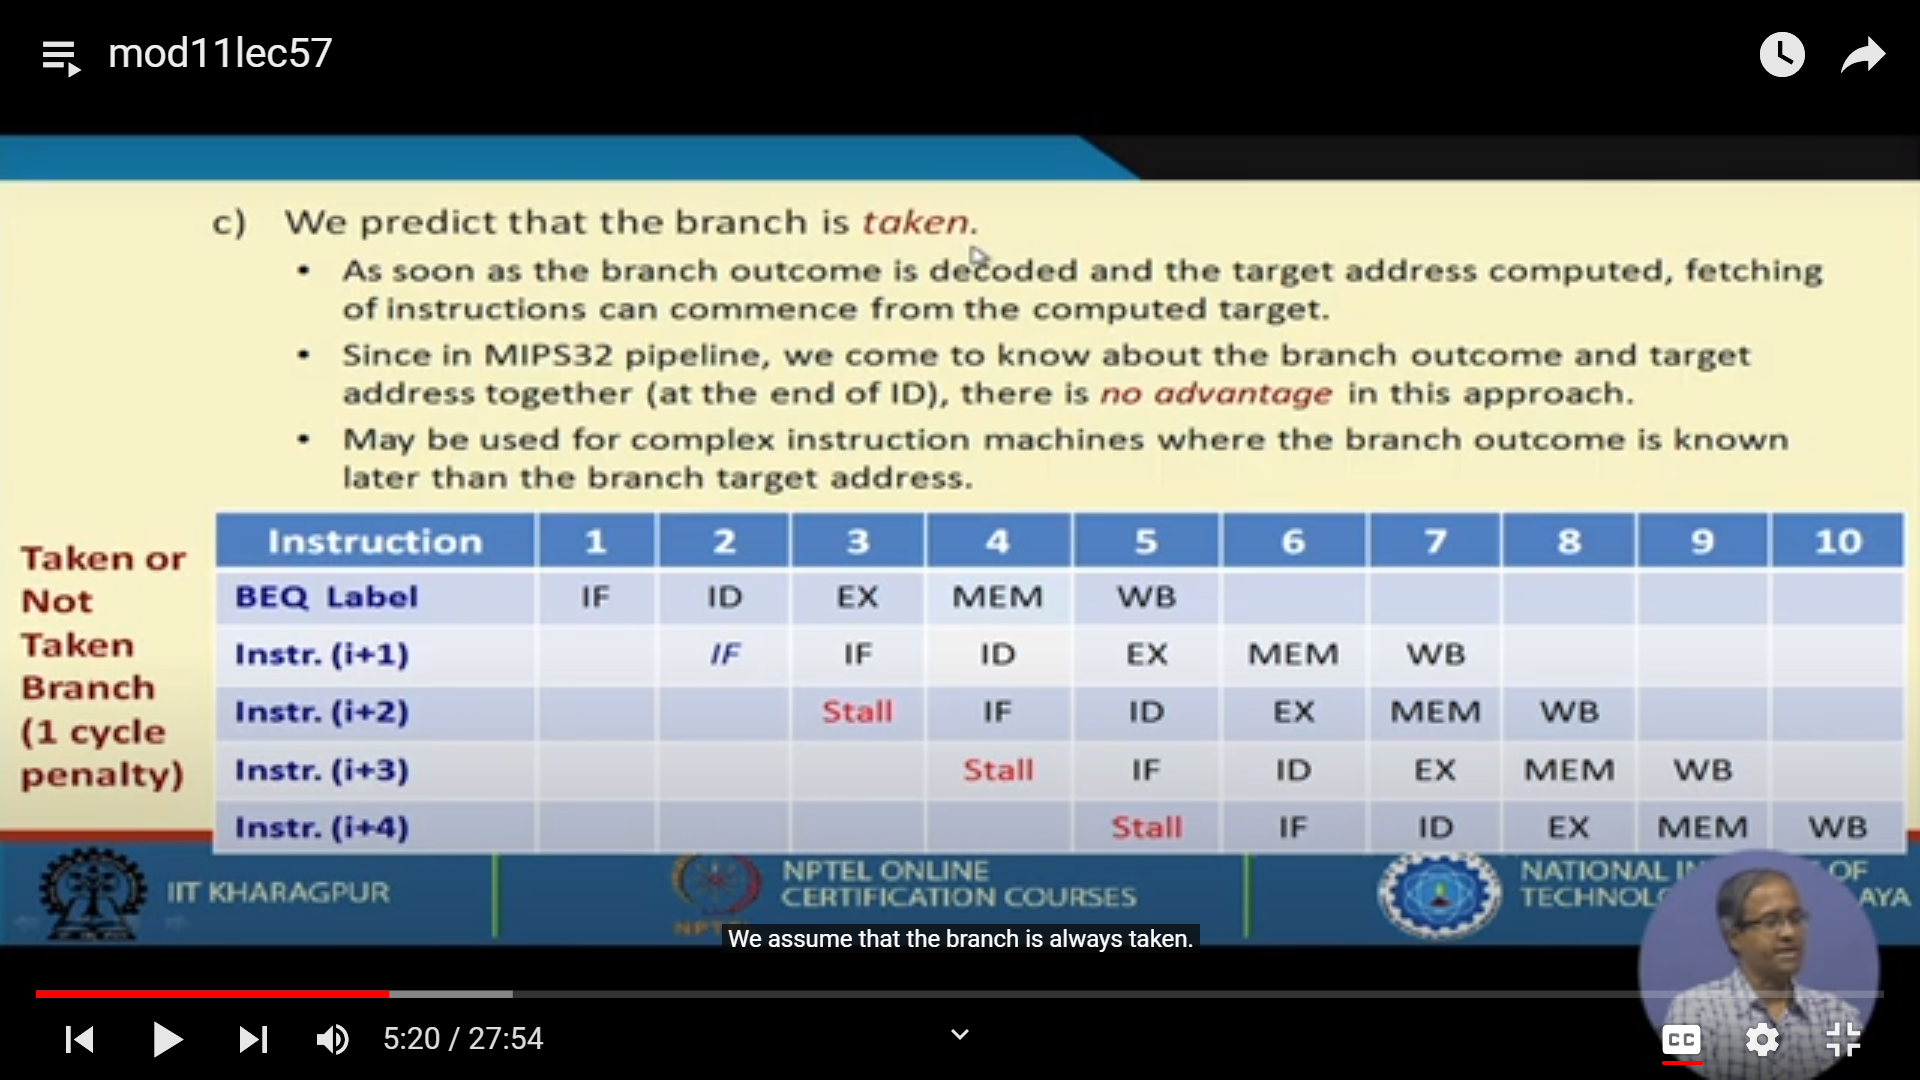 mod11lec57
c) We predict that the branch is taken.
• As soon as the branch outcome is decoded and the target address computed, fetching
of instructions can commence from the computed target.
• Since in MIPS32 pipeline, we come to know about the branch outcome and target
address together (at the end of ID), there is no advantage in this approach.
• May be used for complex instruction machines where the branch outcome is known
later than the branch target address.
Taken or
Not
Taken
Branch
(1 cycle
penalty)
Instruction 1 2 3 4 5 6 7 8 9 10
BEQ Label IF ID EX MEM WB
Instr. (i+1) IF IF ID EX MEM WB
Instr. (i+2) Stall IF ID EX MEM WB
Instr. (i+3) Stall IF ID EX MEM WB
Instr. (i+4) Stall IF ID EX MEM WB
IIT KHARAGPUR
NPTEL ONLINE
CERTIFICATION COURSES
NATIONAL IN OF
TECHNOL AYA
We assume that the branch is always taken.
5:20 / 27:54
CC